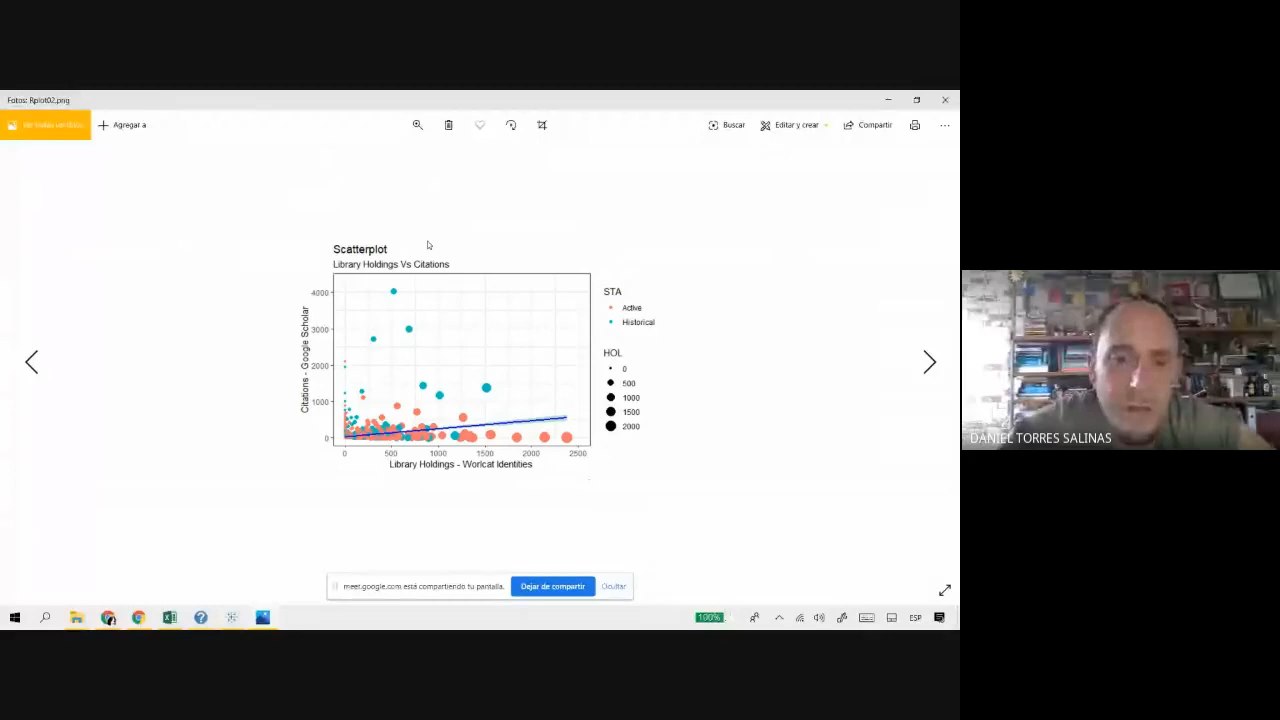 Fotos: Rplot02.png
Agregar a
Buscar
Editar y crear
Compartir
Scatterplot
Library Holdings Vs Citations
Citations - Google Scholar
4000
3000
2000
1000
0
0
500
1000
1500
2000
2500
Library Holdings - Worlcat Identities
STA
Active
Historical
HOL
0
500
1000
1500
2000
DANIEL TORRES SALINAS
meet.google.com está compartiendo tu pantalla.
Dejar de compartir
Ocultar
100%
ESP